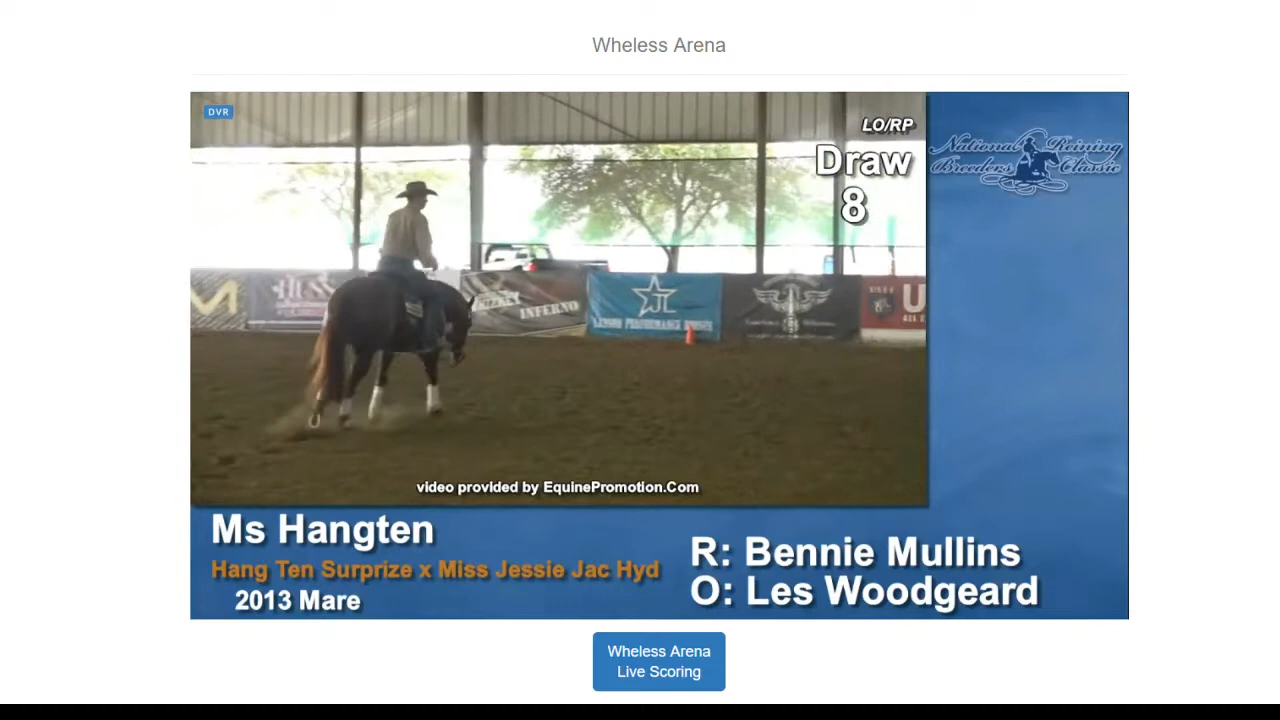 Wheless Arena
DVR
LO/RP
Draw
8
National Reining
Breeders Classic
INFERNO
JL
video provided by EquinePromotion.Com
Ms Hangten
Hang Ten Surprize x Miss Jessie Jac Hyd
2013 Mare
R: Bennie Mullins
O: Les Woodgeard
Wheless Arena
Live Scoring